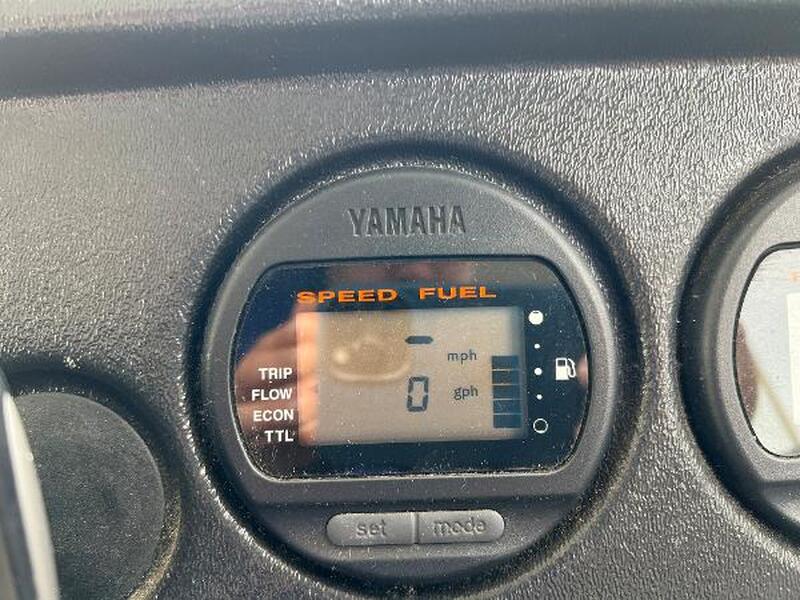 YAMAHA
SPEED FUEL
- mph
TRIP
FLOW
0 gph
ECON
TTL
set mode